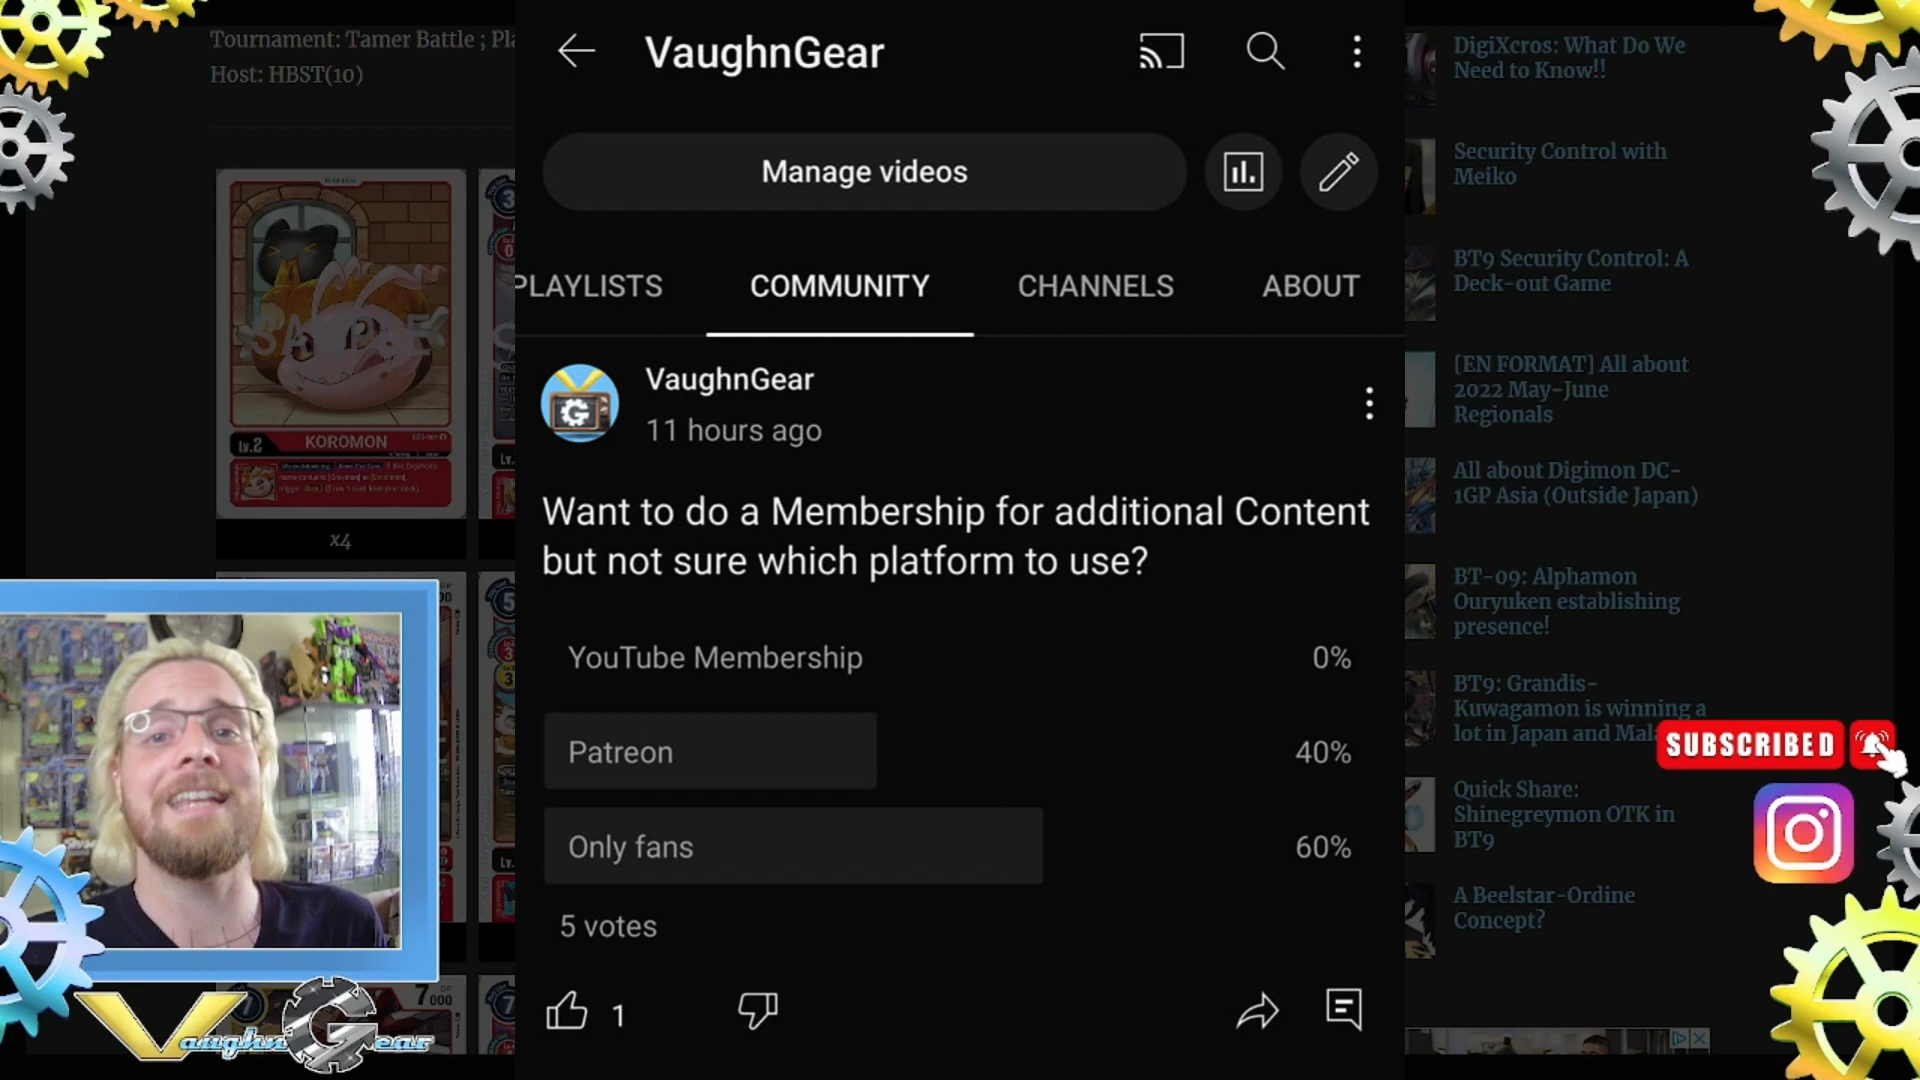 Tournament: Tamer Battle ; Pl
Host: HBST(10)
SAMPLE
Lv.2
KOROMON
x4
7000
VaughnGear
Manage videos
PLAYLISTS
COMMUNITY
CHANNELS
ABOUT
VaughnGear
11 hours ago
Want to do a Membership for additional Content
but not sure which platform to use?
YouTube Membership
0%
Patreon
40%
Only fans
60%
5 votes
1
DigiXcros: What Do We
Need to Know!!
Security Control with
Meiko
BT9 Security Control: A
Deck-out Game
[EN FORMAT] All about
2022 May-June
Regionals
All about Digimon DC-
1GP Asia (Outside Japan)
BT-09: Alphamon
Ouryuken establishing
presence!
BT9: Grandis-
Kuwagamon is winning a
lot in Japan and Mala
SUBSCRIBED
Quick Share:
Shinegreymon OTK in
BT9
A Beelstar-Ordine
Concept?
VaughnGear